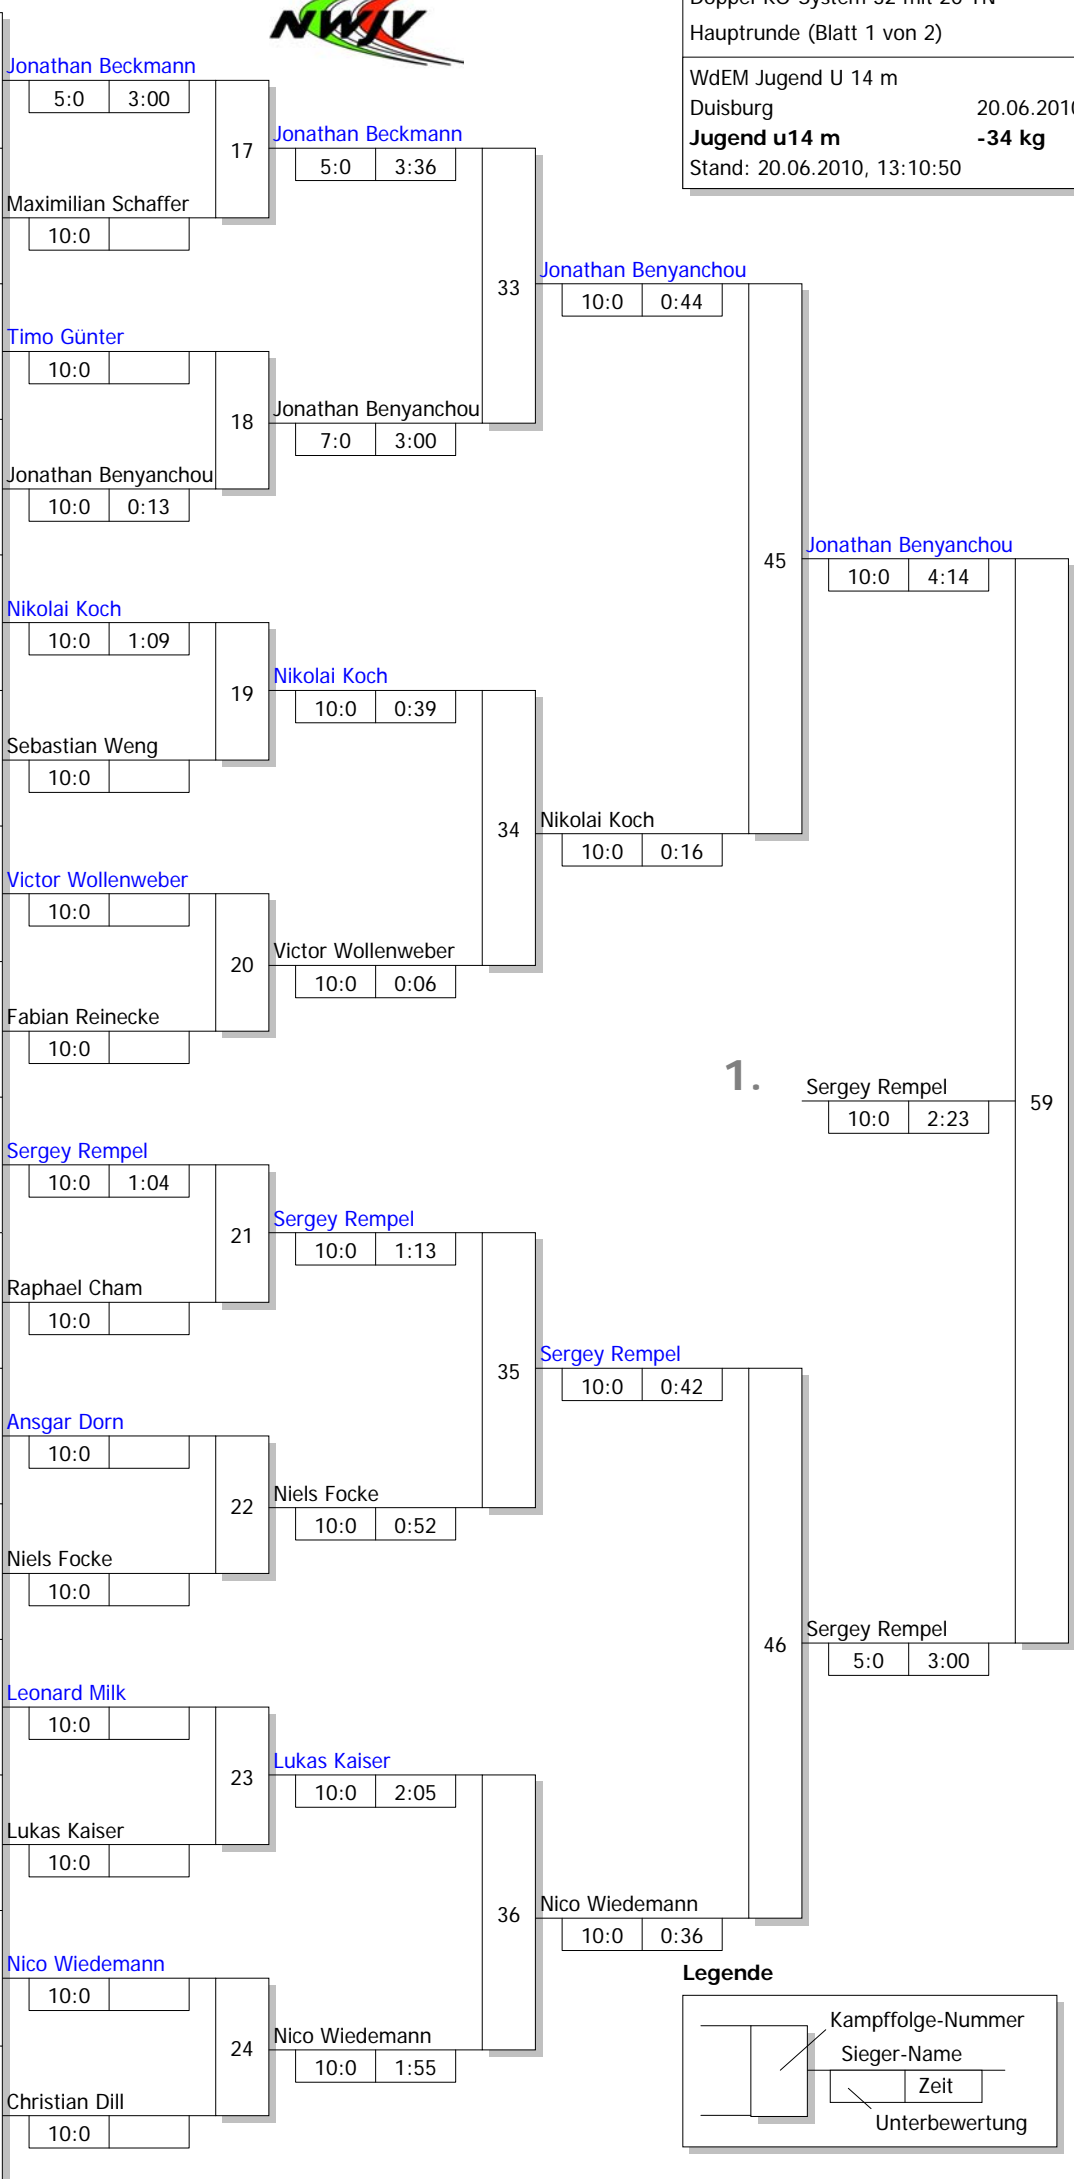 NWJV
Hauptrunde (Blatt 1 von 2)
WdEM Jugend U 14 m
Duisburg 20.06.2010
Jugend u14 m -34 kg
Stand: 20.06.2010, 13:10:50
Jonathan Beckmann
5:0 3:00
17
Jonathan Beckmann
5:0 3:36
Maximilian Schaffer
10:0
33
Jonathan Benyanchou
10:0 0:44
Timo Günter
10:0
18
Jonathan Benyanchou
7:0 3:00
Jonathan Benyanchou
10:0 0:13
45
Jonathan Benyanchou
10:0 4:14
Nikolai Koch
10:0 1:09
19
Nikolai Koch
10:0 0:39
Sebastian Weng
10:0
34
Nikolai Koch
10:0 0:16
Victor Wollenweber
10:0
20
Victor Wollenweber
10:0 0:06
Fabian Reinecke
10:0
1.
Sergey Rempel
10:0 2:23
59
Sergey Rempel
10:0 1:04
21
Sergey Rempel
10:0 1:13
Raphael Cham
10:0
35
Sergey Rempel
10:0 0:42
Ansgar Dorn
10:0
22
Niels Focke
10:0 0:52
Niels Focke
10:0
46
Sergey Rempel
5:0 3:00
Leonard Milk
10:0
23
Lukas Kaiser
10:0 2:05
Lukas Kaiser
10:0
36
Nico Wiedemann
10:0 0:36
Nico Wiedemann
10:0
24
Nico Wiedemann
10:0 1:55
Christian Dill
10:0
Legende
Kampffolge-Nummer
Sieger-Name
Zeit
Unterbewertung